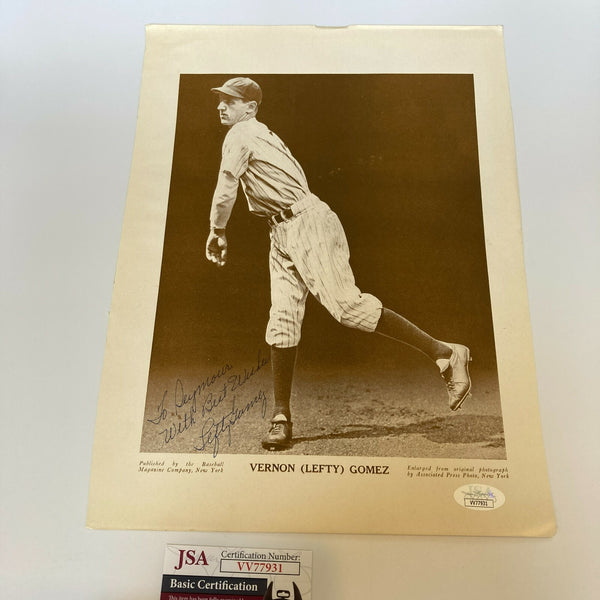 To Seymour
With Best Wishes
Lefty Gomez
Published by the Baseball
Magazine Company, New York
VERNON (LEFTY) GOMEZ
Enlarged from original photograph
by Associated Press Photo, New York
VV77931
JSA
Certification Number:
VV77931
Basic Certification